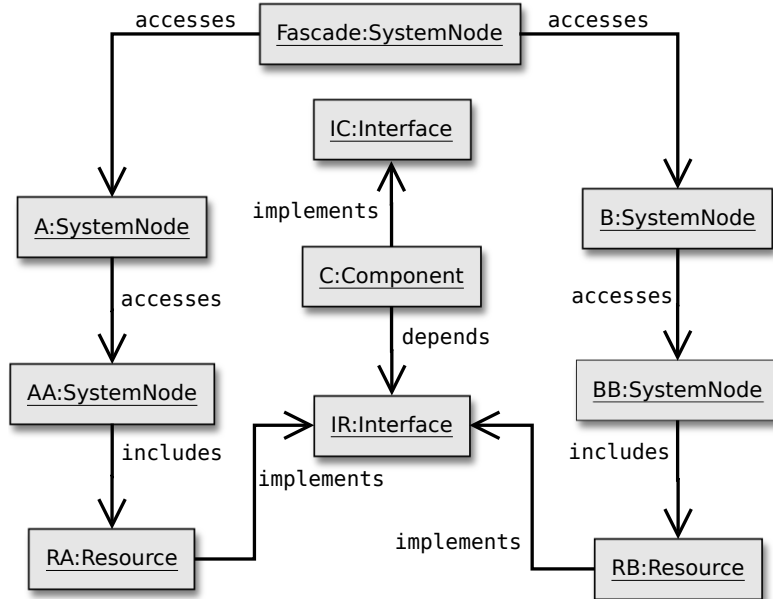 accesses
Fascade:SystemNode
accesses
IC:Interface
implements
A:SystemNode
B:SystemNode
C:Component
accesses
accesses
depends
AA:SystemNode
BB:SystemNode
IR:Interface
includes
includes
implements
implements
RA:Resource
RB:Resource